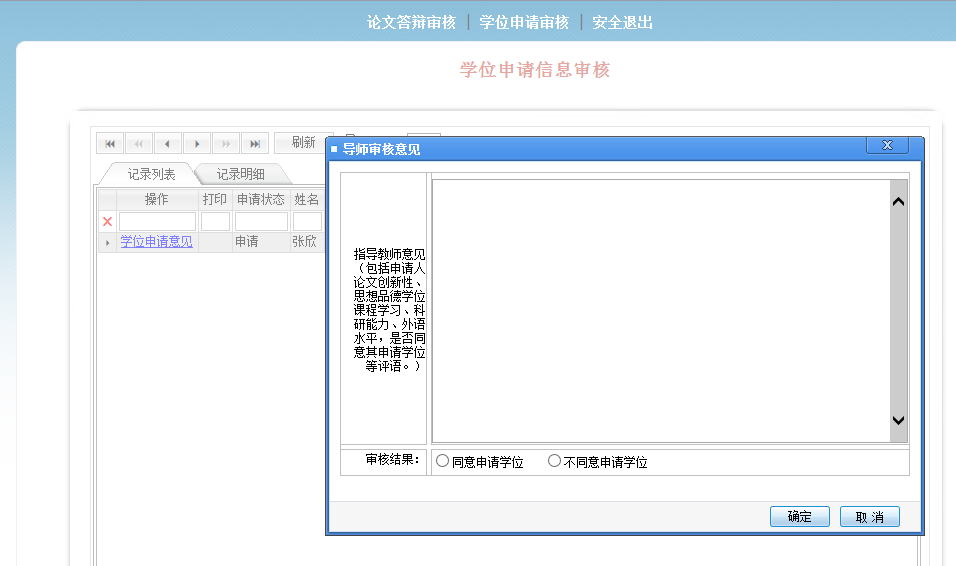 论文答辩审核 | 学位申请审核 | 安全退出
学位申请信息审核
刷新
导师审核意见
记录列表 记录明细
操作 打印 申请状态 姓名
学位申请意见 申请 张欣
指导教师意见
（包括申请人
论文创新性、
思想品德学位
课程学习、科
研能力、外语
水平，是否同
意其申请学位
等评语。）
审核结果： 同意申请学位 不同意申请学位
确定 取消